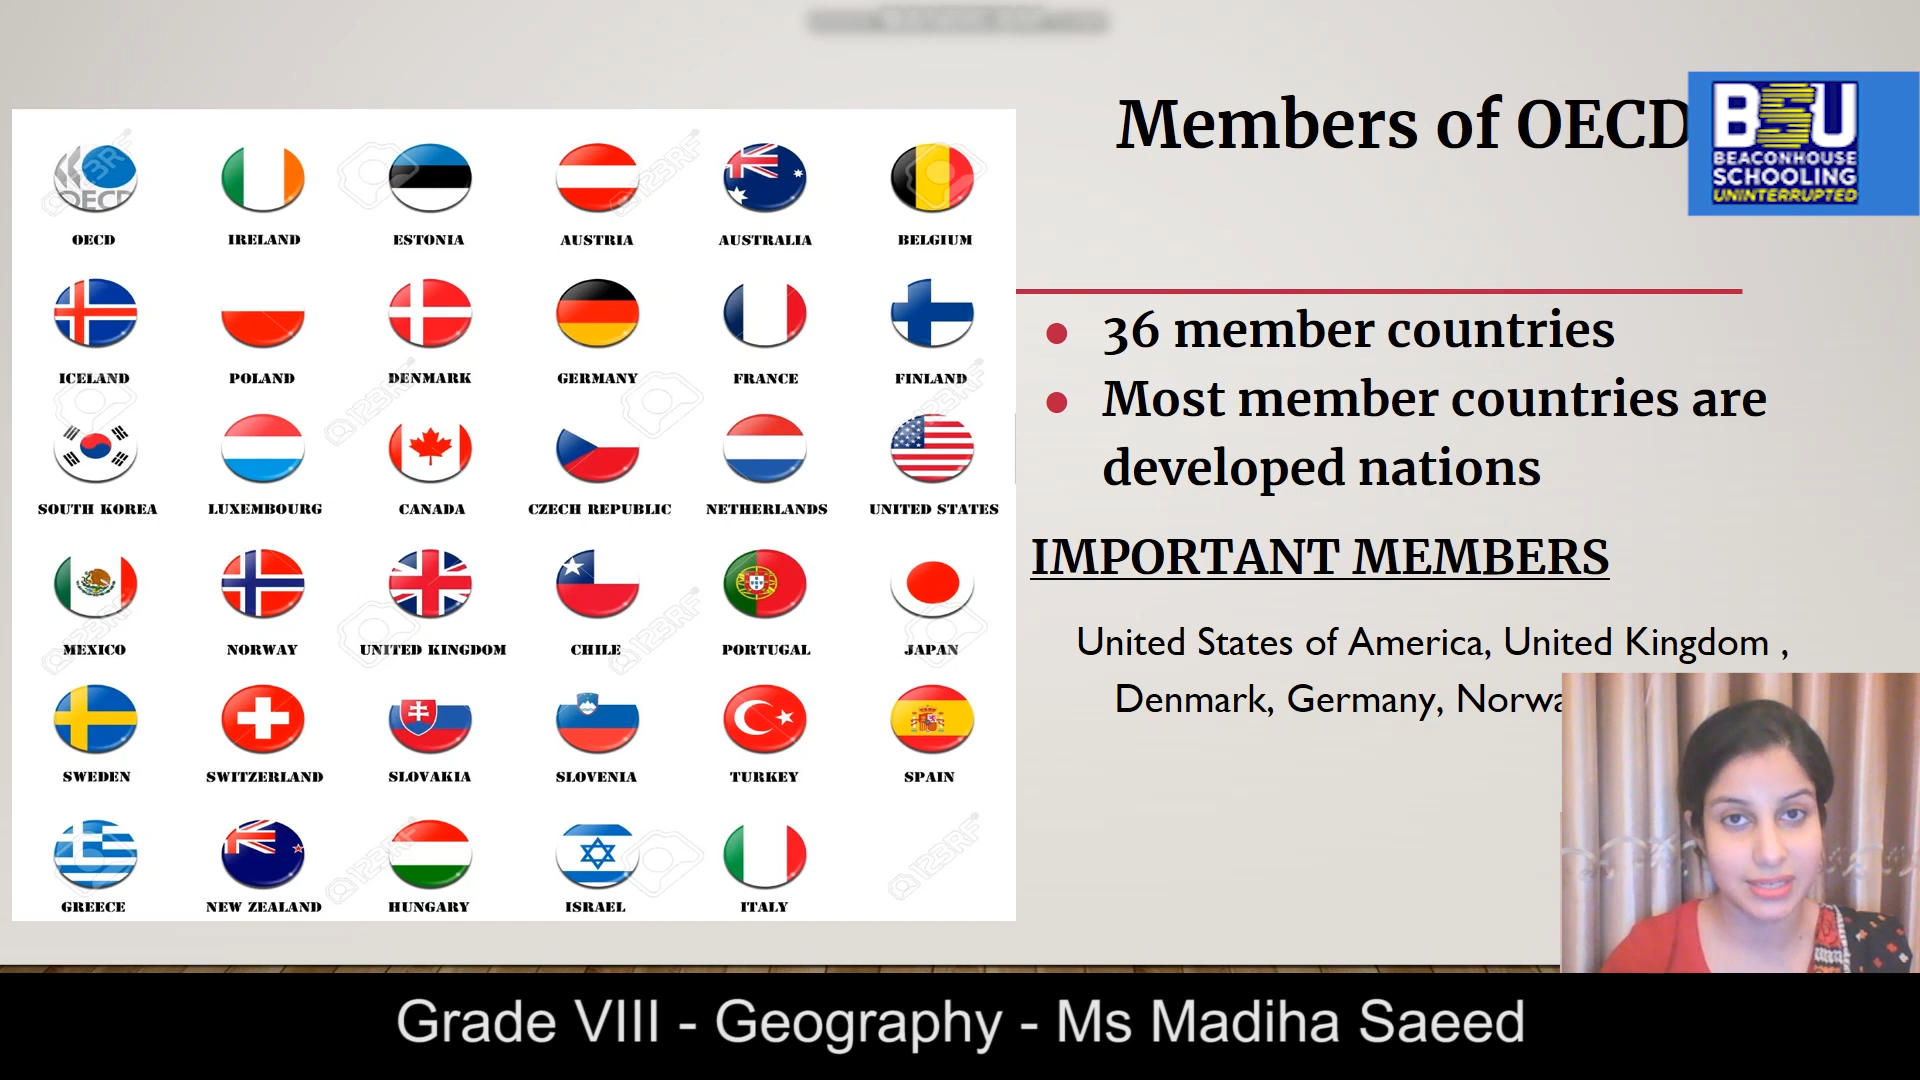 Members of OECD
BSU
BEACONHOUSE
SCHOOLING
UNINTERRUPTED
OECD
OECD IRELAND ESTONIA AUSTRIA AUSTRALIA BELGIUM
ICELAND POLAND DENMARK GERMANY FRANCE FINLAND
SOUTH KOREA LUXEMBOURG CANADA CZECH REPUBLIC NETHERLANDS UNITED STATES
MEXICO NORWAY UNITED KINGDOM CHILE PORTUGAL JAPAN
SWEDEN SWITZERLAND SLOVAKIA SLOVENIA TURKEY SPAIN
GREECE NEW ZEALAND HUNGARY ISRAEL ITALY
123RF
• 36 member countries
• Most member countries are
developed nations
IMPORTANT MEMBERS
United States of America, United Kingdom ,
Denmark, Germany, Norwa
Grade VIII - Geography - Ms Madiha Saeed